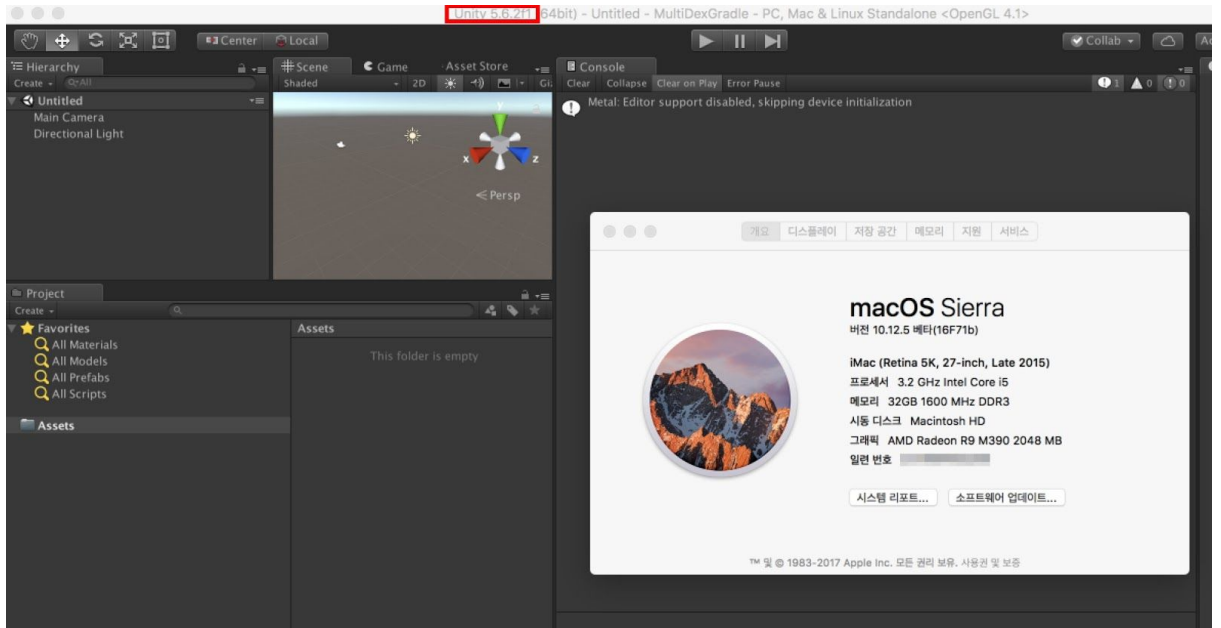 Unity 5.6.2f1 (64bit) - Untitled - MultiDexGradle - PC, Mac & Linux Standalone <OpenGL 4.1>
Center Local Collab
Hierarchy
Create All
Untitled
Main Camera
Directional Light
Scene Game Asset Store
Shaded 2D
x y z
Persp
Console
Clear Collapse Clear on Play Error Pause 1 0 0
Metal: Editor support disabled, skipping device initialization
Project
Create
Favorites
All Materials
All Models
All Prefabs
All Scripts
Assets
Assets
This folder is empty
개요 디스플레이 저장 공간 메모리 지원 서비스
macOS Sierra
버전 10.12.5 베타(16F71b)
iMac (Retina 5K, 27-inch, Late 2015)
프로세서 3.2 GHz Intel Core i5
메모리 32GB 1600 MHz DDR3
시동 디스크 Macintosh HD
그래픽 AMD Radeon R9 M390 2048 MB
일련 번호
시스템 리포트... 소프트웨어 업데이트...
™ 및 © 1983-2017 Apple Inc. 모든 권리 보유. 사용권 및 보증